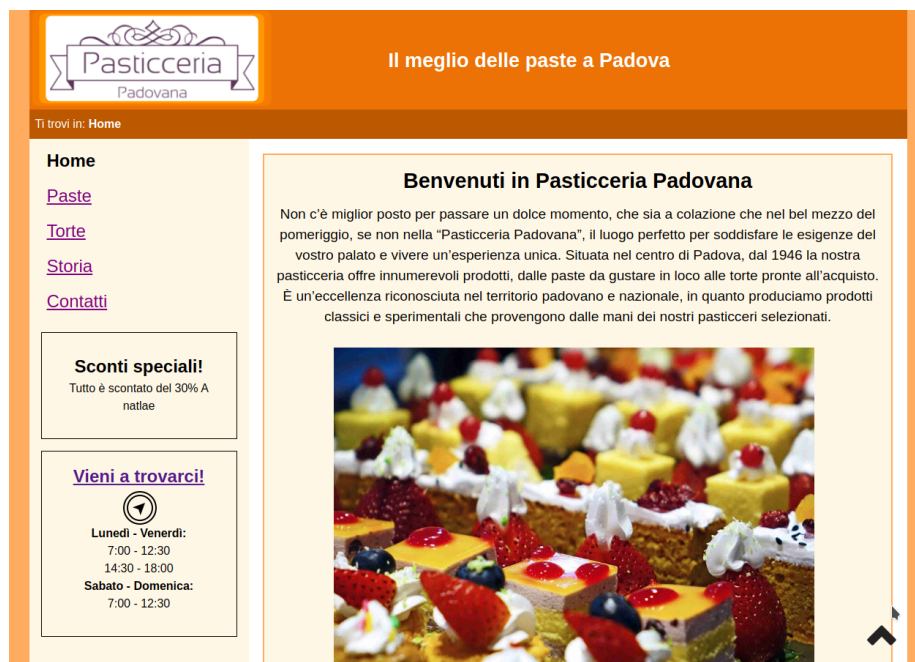 Pasticceria
Padovana
Il meglio delle paste a Padova
Ti trovi in: Home
Home
Paste
Torte
Storia
Contatti
Sconti speciali!
Tutto è scontato del 30% A
natlae
Vieni a trovarci!
Lunedì - Venerdì:
7:00 - 12:30
14:30 - 18:00
Sabato - Domenica:
7:00 - 12:30
Benvenuti in Pasticceria Padovana
Non c’è miglior posto per passare un dolce momento, che sia a colazione che nel bel mezzo del
pomeriggio, se non nella “Pasticceria Padovana”, il luogo perfetto per soddisfare le esigenze del
vostro palato e vivere un’esperienza unica. Situata nel centro di Padova, dal 1946 la nostra
pasticceria offre innumerevoli prodotti, dalle paste da gustare in loco alle torte pronte all’acquisto.
È un’eccellenza riconosciuta nel territorio padovano e nazionale, in quanto produciamo prodotti
classici e sperimentali che provengono dalle mani dei nostri pasticceri selezionati.